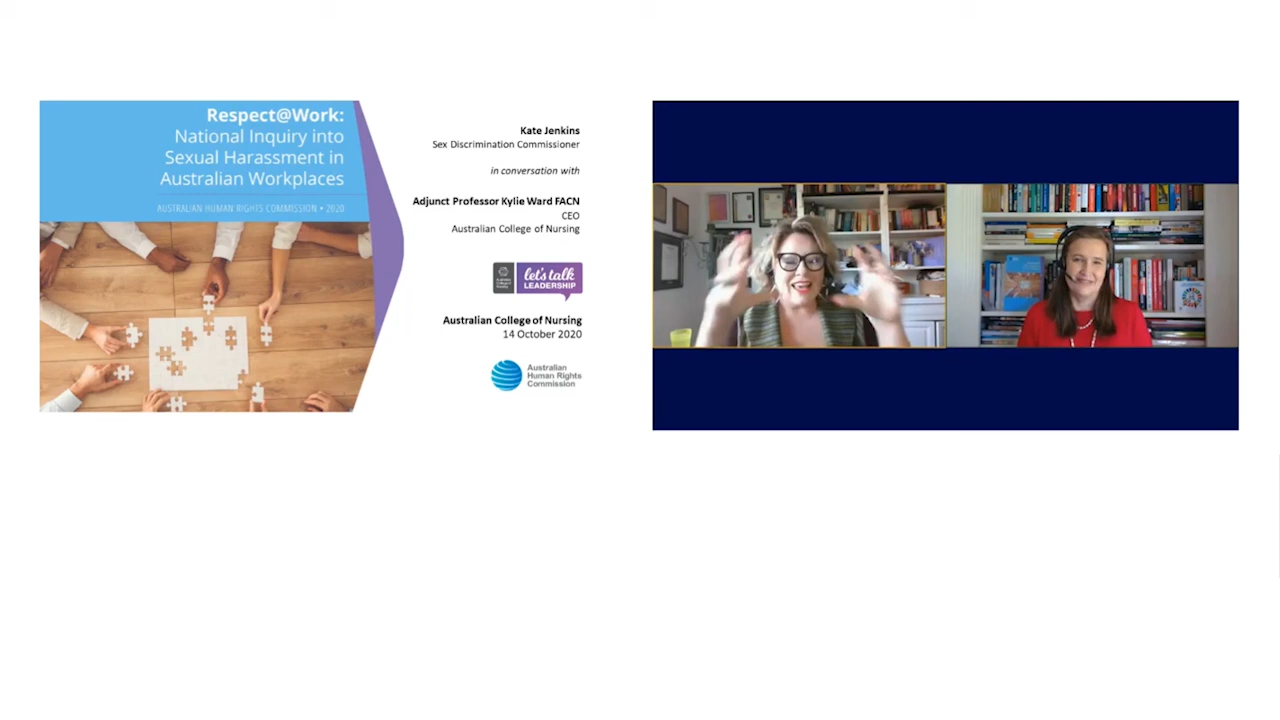 Respect@Work:
National Inquiry into
Sexual Harassment in
Australian Workplaces
AUSTRALIAN HUMAN RIGHTS COMMISSION • 2020
Kate Jenkins
Sex Discrimination Commissioner
in conversation with
Adjunct Professor Kylie Ward FACN
CEO
Australian College of Nursing
let's talk
LEADERSHIP
Australian College of Nursing
14 October 2020
Australian
Human Rights
Commission